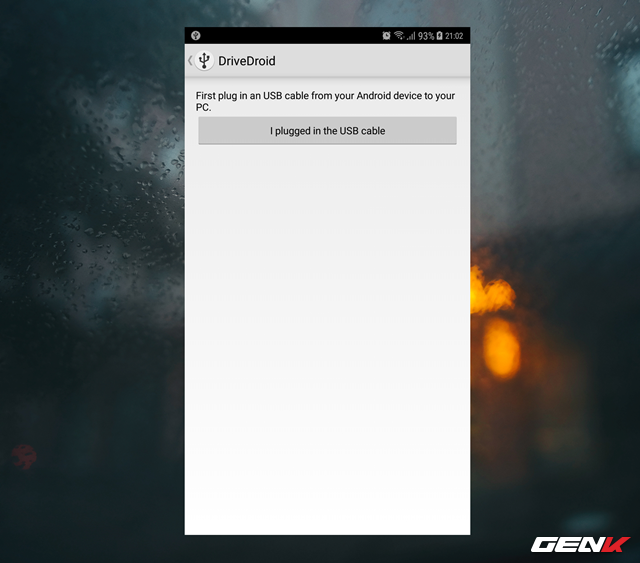 93% 21:02
DriveDroid
First plug in an USB cable from your Android device to your
PC.
I plugged in the USB cable
GENK